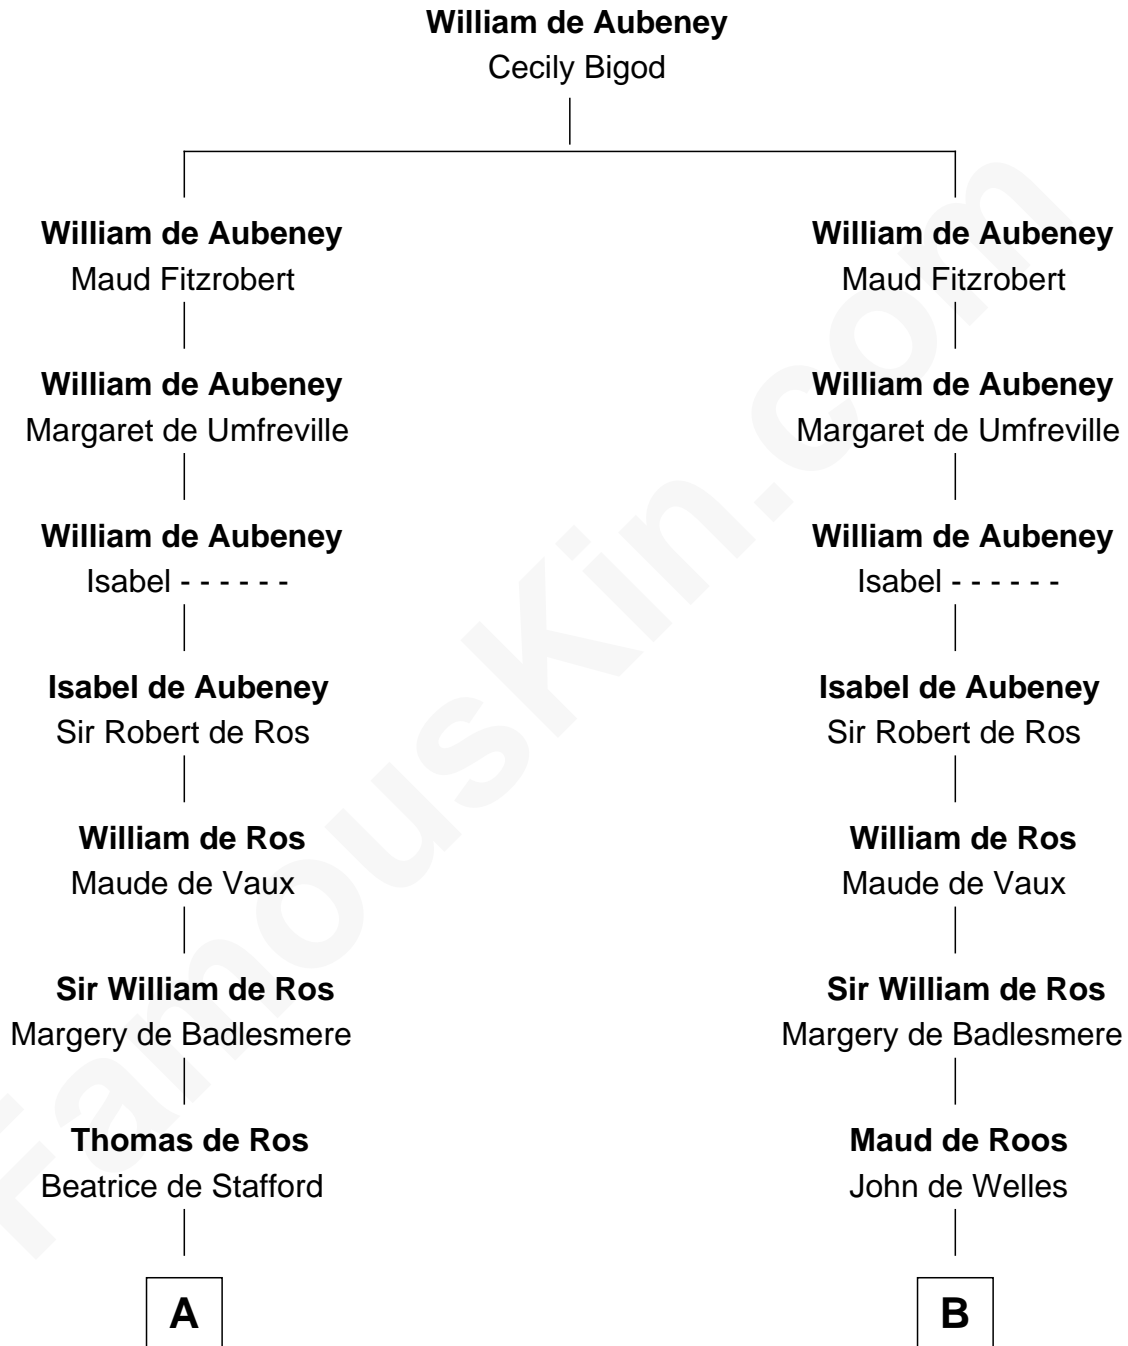 William de Aubeney
Cecily Bigod
William de Aubeney
Maud Fitzrobert
William de Aubeney
Margaret de Umfreville
William de Aubeney
Isabel - - - - - -
Isabel de Aubeney
Sir Robert de Ros
William de Ros
Maude de Vaux
Sir William de Ros
Margery de Badlesmere
Thomas de Ros
Beatrice de Stafford
A
William de Aubeney
Maud Fitzrobert
William de Aubeney
Margaret de Umfreville
William de Aubeney
Isabel - - - - - -
Isabel de Aubeney
Sir Robert de Ros
William de Ros
Maude de Vaux
Sir William de Ros
Margery de Badlesmere
Maud de Roos
John de Welles
B
FamousKin.com